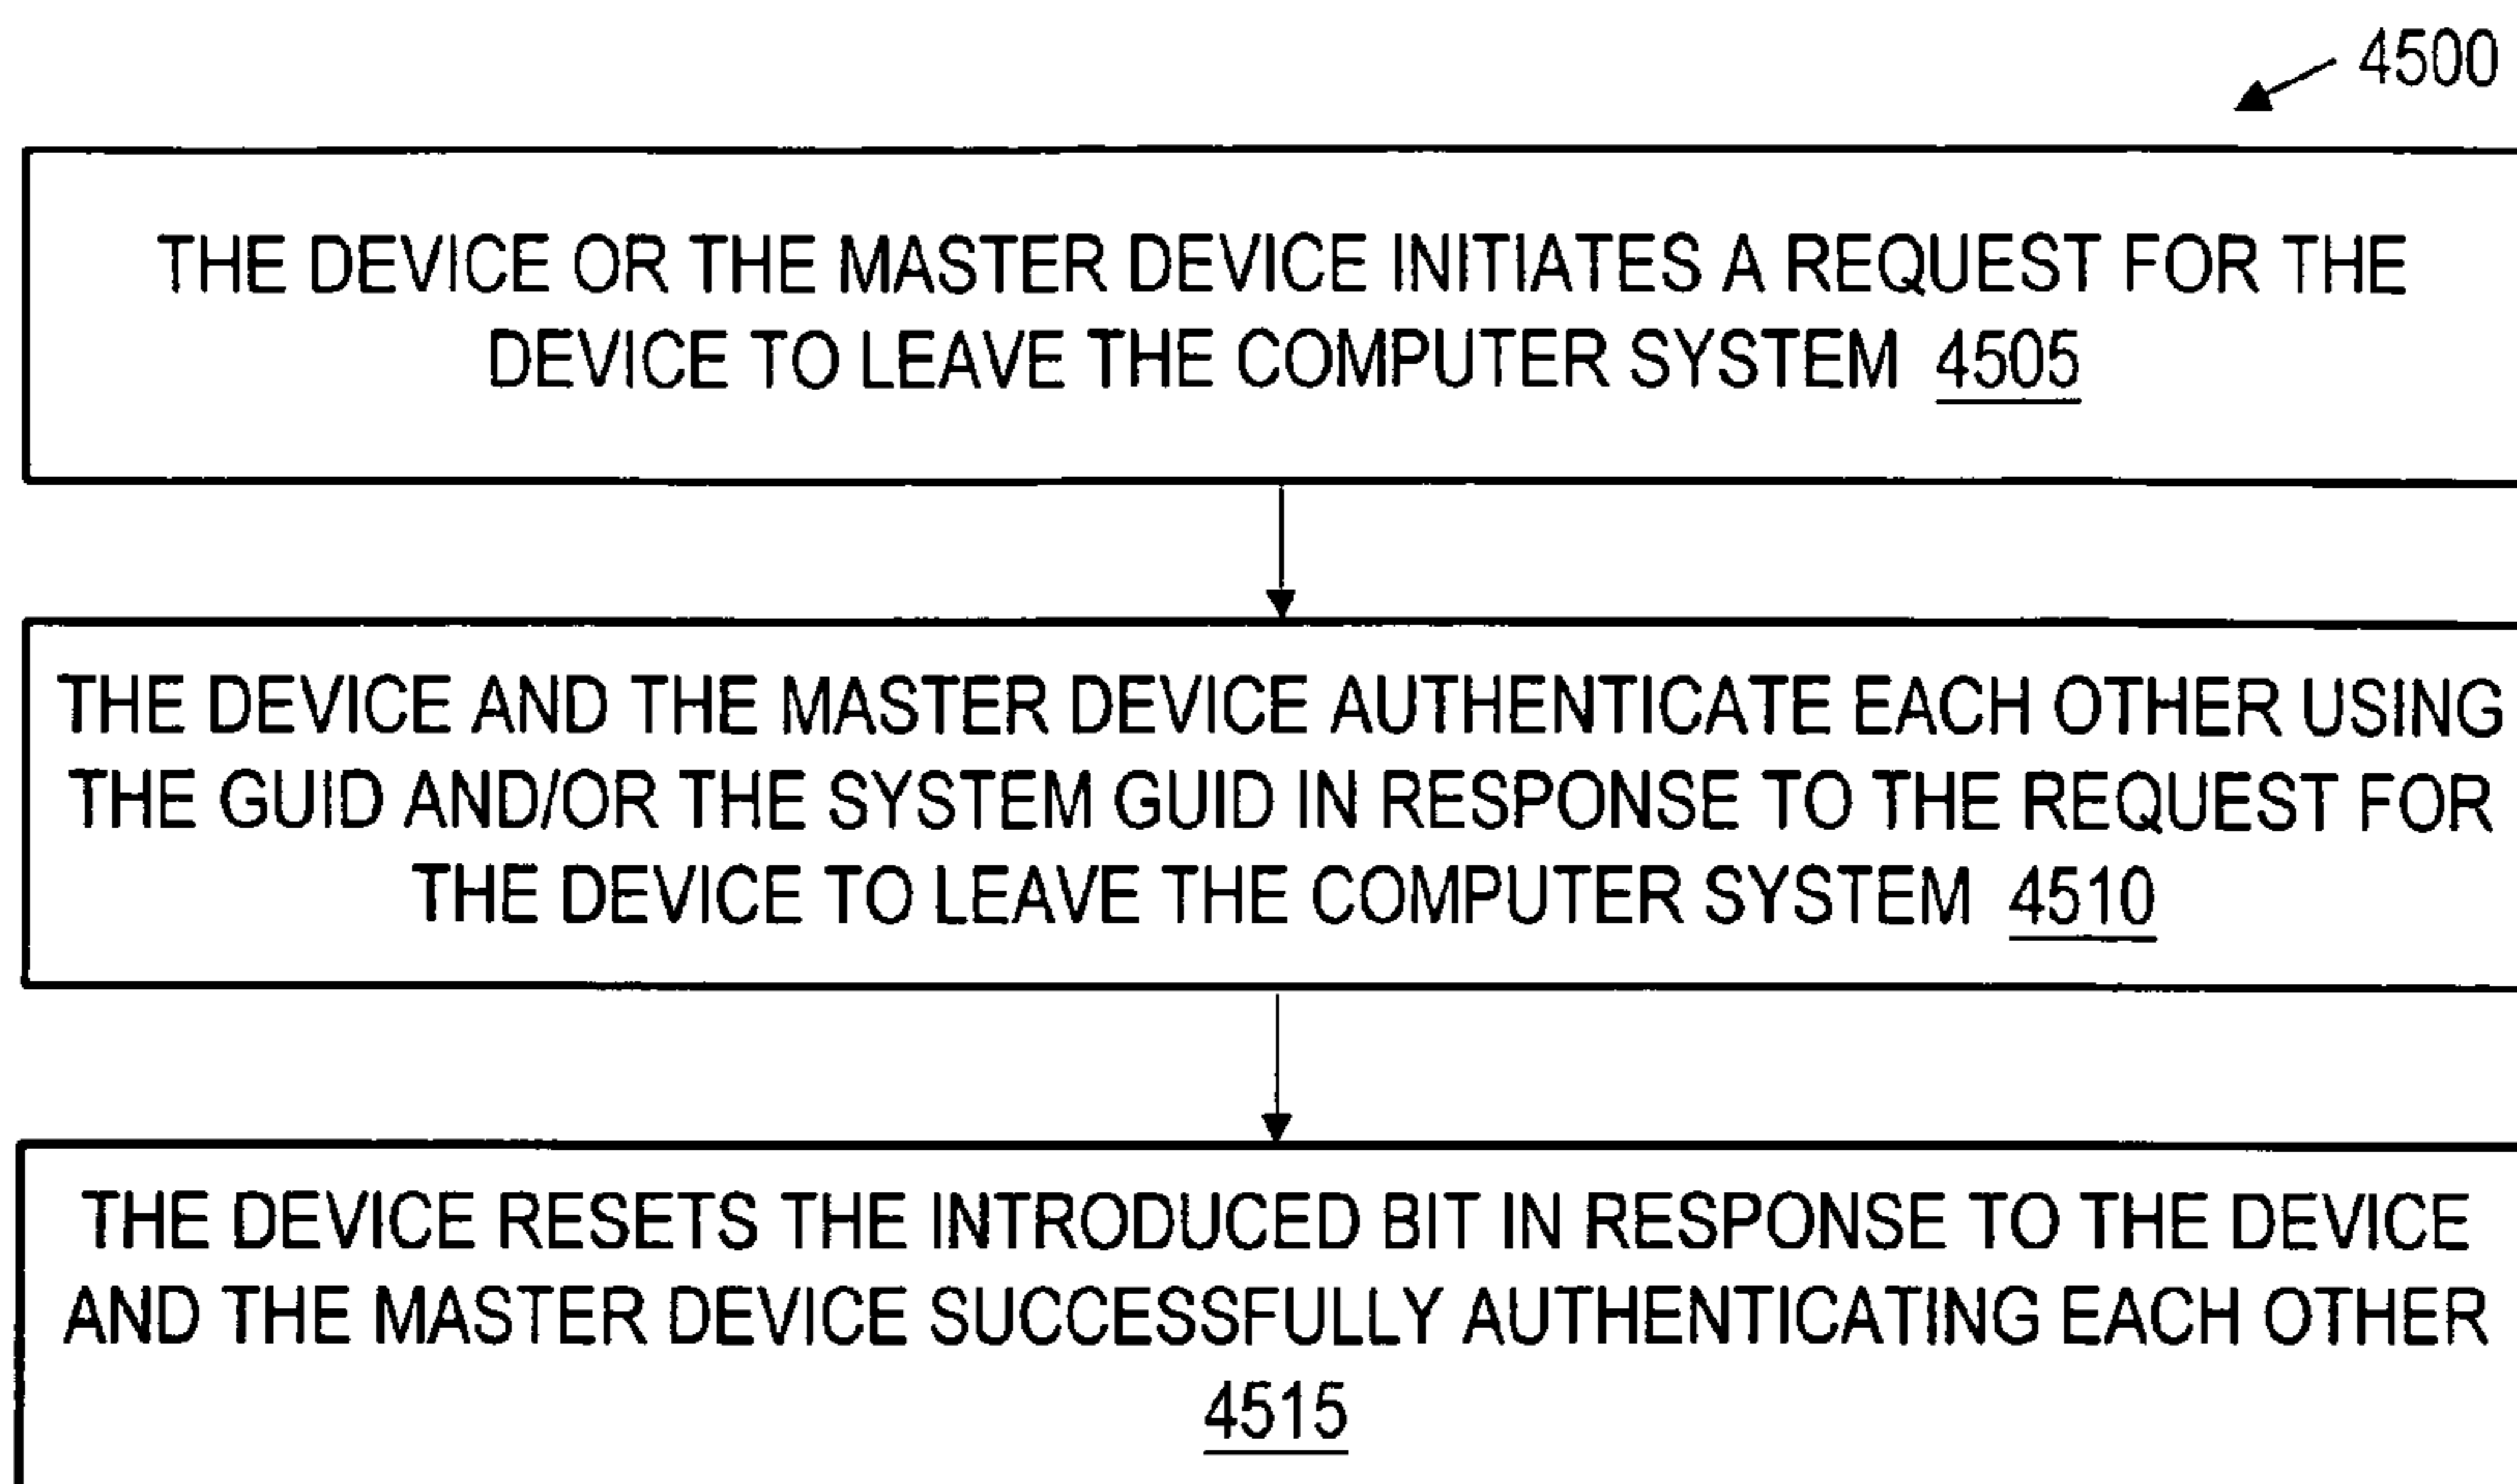 4500
THE DEVICE OR THE MASTER DEVICE INITIATES A REQUEST FOR THE
DEVICE TO LEAVE THE COMPUTER SYSTEM 4505
THE DEVICE AND THE MASTER DEVICE AUTHENTICATE EACH OTHER USING
THE GUID AND/OR THE SYSTEM GUID IN RESPONSE TO THE REQUEST FOR
THE DEVICE TO LEAVE THE COMPUTER SYSTEM 4510
THE DEVICE RESETS THE INTRODUCED BIT IN RESPONSE TO THE DEVICE
AND THE MASTER DEVICE SUCCESSFULLY AUTHENTICATING EACH OTHER
4515